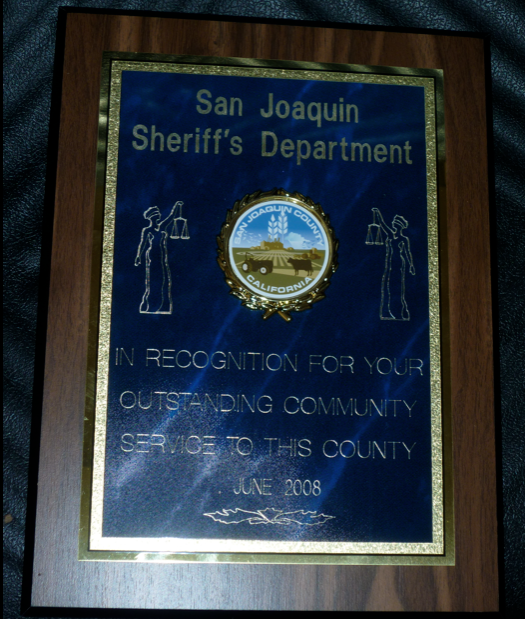 San Joaquin
Sheriff's Department
SAN JOAQUIN COUNTY
CALIFORNIA
IN RECOGNITION FOR YOUR
OUTSTANDING COMMUNITY
SERVICE TO THIS COUNTY
JUNE 2008